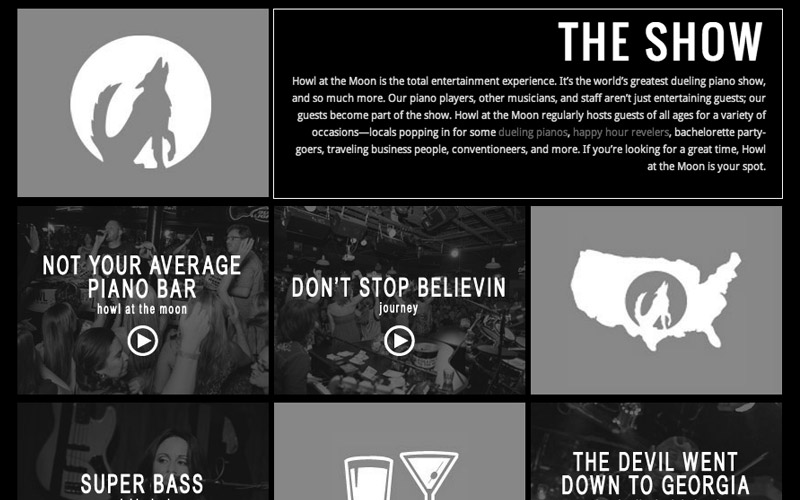 THE SHOW
Howl at the Moon is the total entertainment experience. It's the world's greatest dueling piano show,
and so much more. Our piano players, other musicians, and staff aren't just entertaining guests; our
guests become part of the show. Howl at the Moon regularly hosts guests of all ages for a variety of
occasions—locals popping in for some dueling pianos, happy hour revelers, bachelorette party-
goers, traveling business people, conventioneers, and more. If you're looking for a great time, Howl
at the Moon is your spot.
NOT YOUR AVERAGE
PIANO BAR
howl at the moon
DON'T STOP BELIEVIN
journey
SUPER BASS
THE DEVIL WENT
DOWN TO GEORGIA